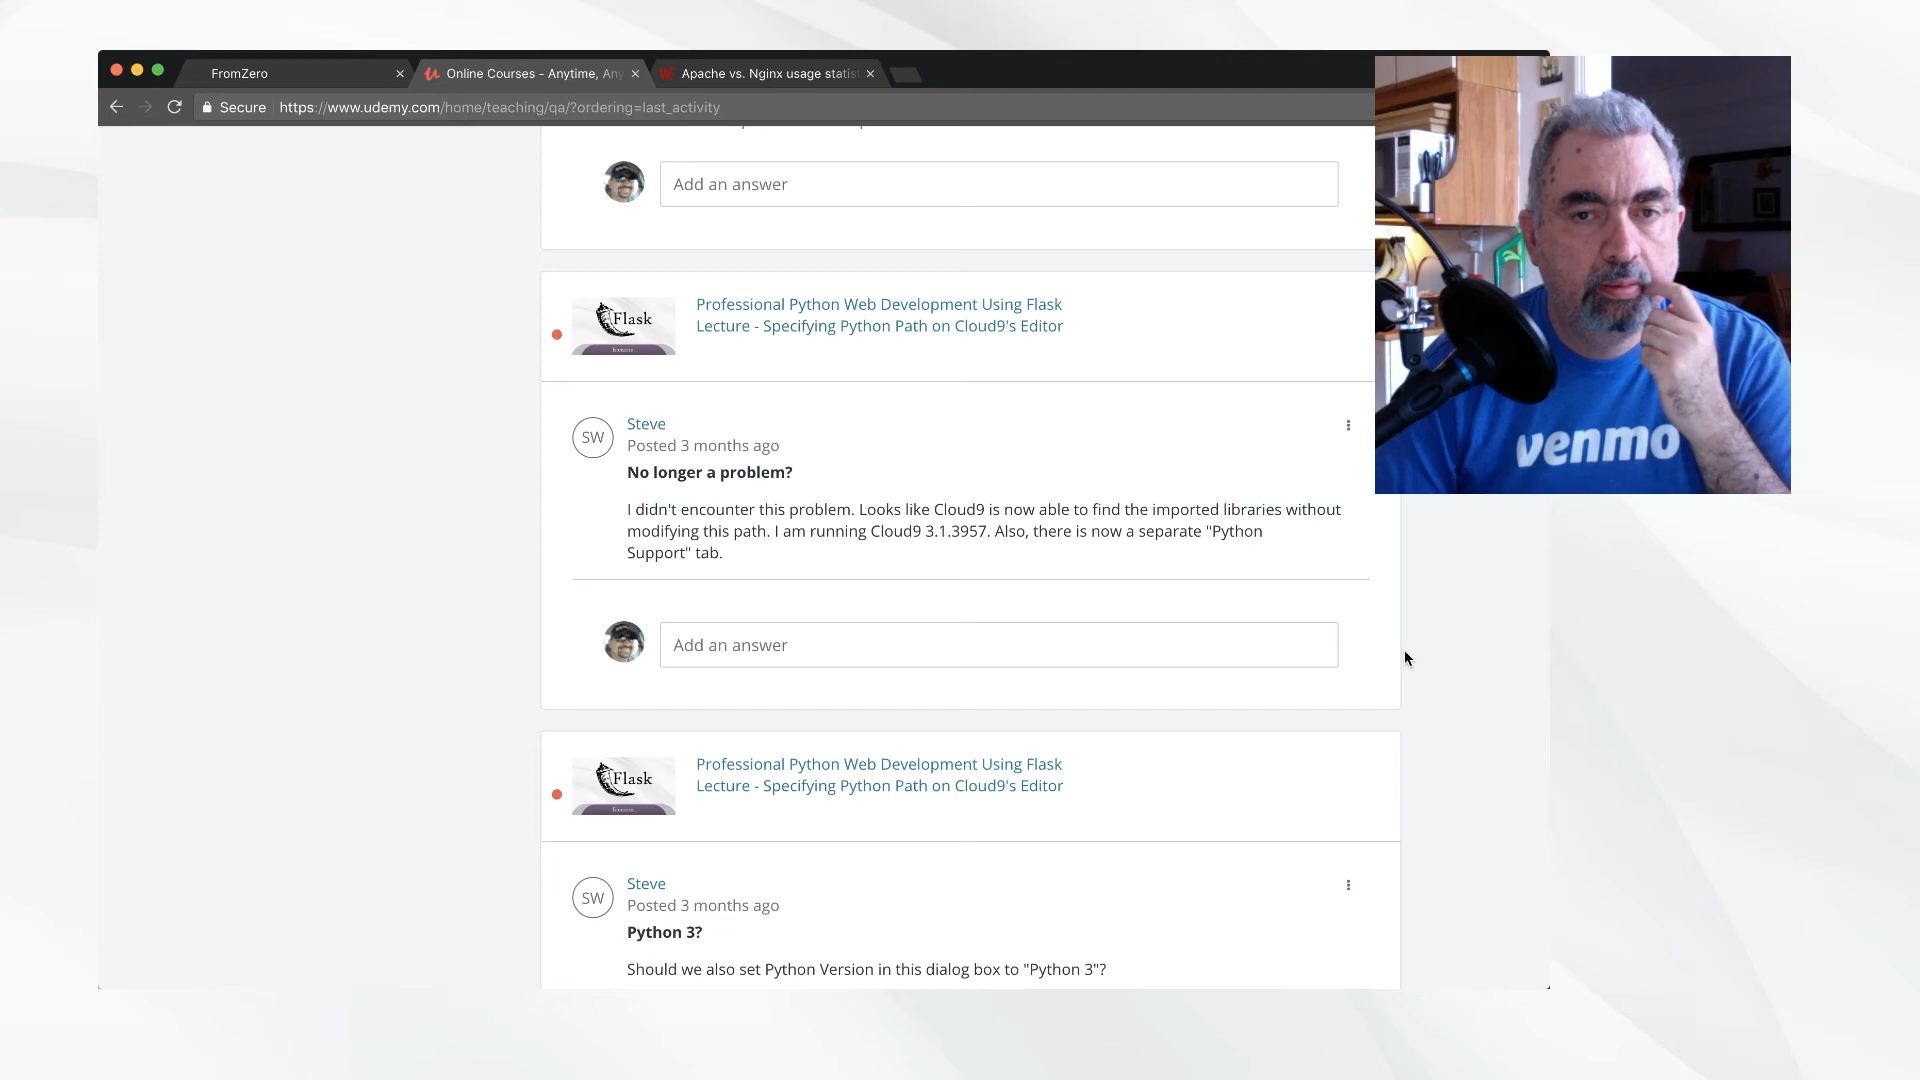 FromZero
Online Courses - Anytime, Any
Apache vs. Nginx usage statis
Secure https://www.udemy.com/home/teaching/qa/?ordering=last_activity
Add an answer
Flask
Professional Python Web Development Using Flask
Lecture - Specifying Python Path on Cloud9's Editor
SW
Steve
Posted 3 months ago
No longer a problem?
I didn't encounter this problem. Looks like Cloud9 is now able to find the imported libraries without
modifying this path. I am running Cloud9 3.1.3957. Also, there is now a separate "Python
Support" tab.
Add an answer
Flask
Professional Python Web Development Using Flask
Lecture - Specifying Python Path on Cloud9's Editor
SW
Steve
Posted 3 months ago
Python 3?
Should we also set Python Version in this dialog box to "Python 3"?
venmo